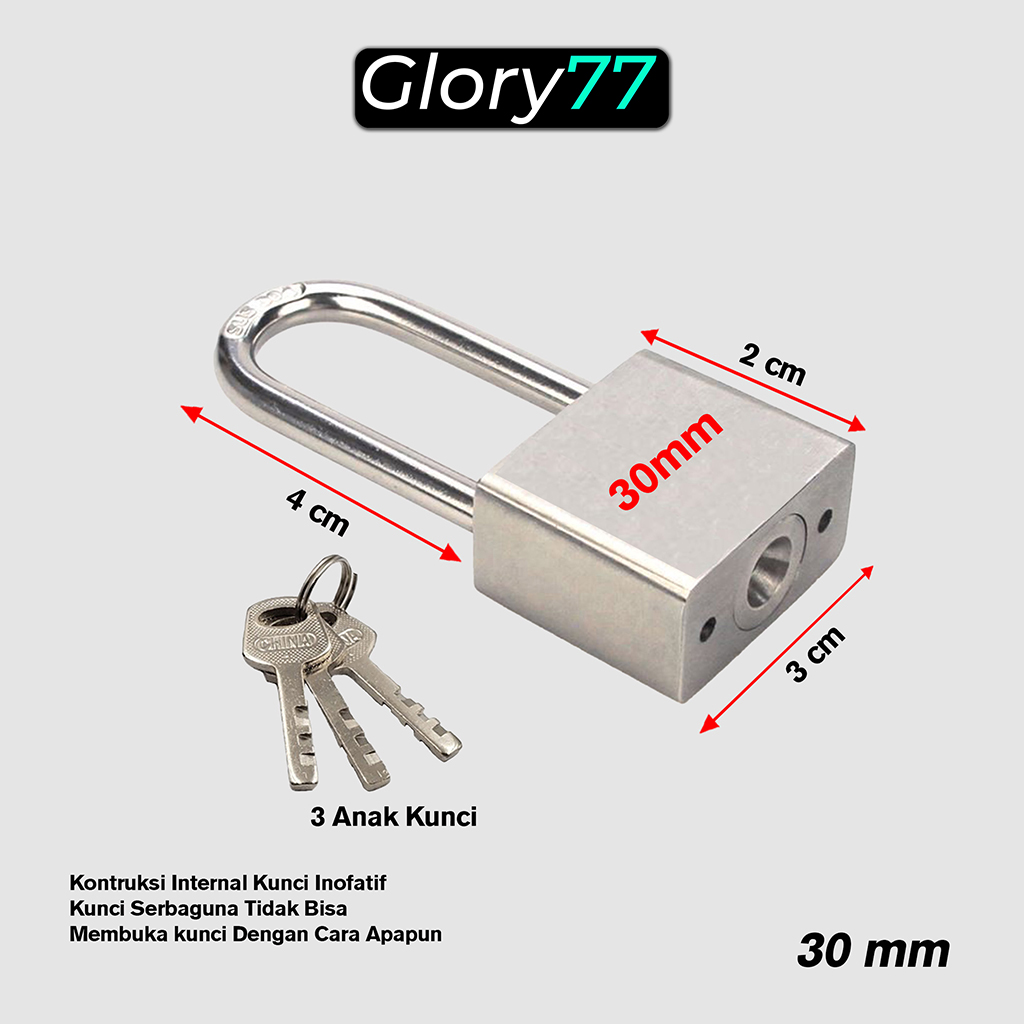 Glory77
2 cm
30mm
4 cm
3 cm
CHINA
3 Anak Kunci
Kontruksi Internal Kunci Inofatif
Kunci Serbaguna Tidak Bisa
Membuka kunci Dengan Cara Apapun
30 mm